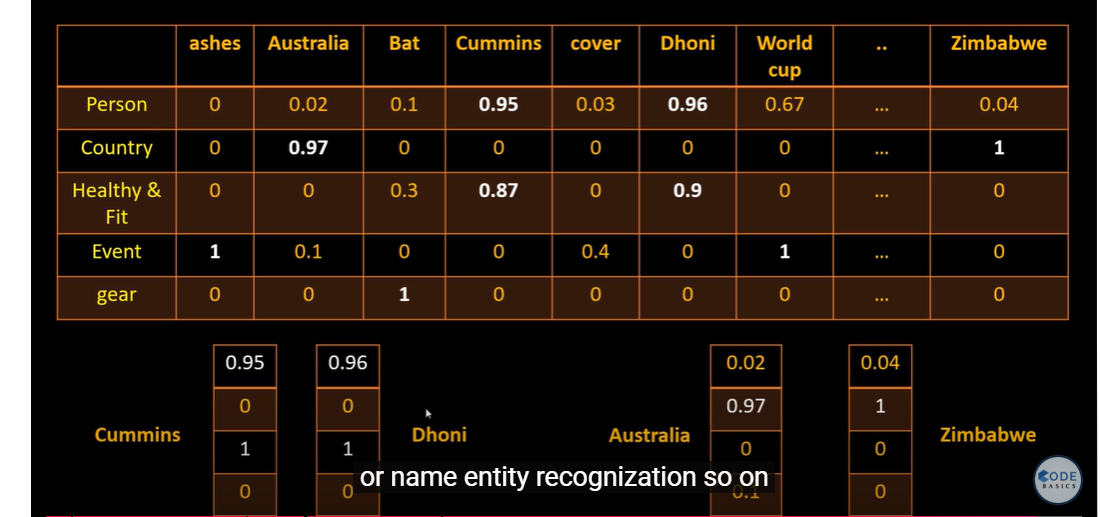 ashes Australia Bat Cummins cover Dhoni World cup .. Zimbabwe
Person 0 0.02 0.1 0.95 0.03 0.96 0.67 ... 0.04
Country 0 0.97 0 0 0 0 0 ... 1
Healthy & Fit 0 0 0.3 0.87 0 0.9 0 ... 0
Event 1 0.1 0 0 0.4 0 1 ... 0
gear 0 0 1 0 0 0 0 ... 0
0.95 0.96 0.02 0.04
0 0 0.97 1
Cummins Dhoni Australia Zimbabwe
1 1 0 0
or name entity recognization so on
0 0 0.1 0
CODE
BASICS